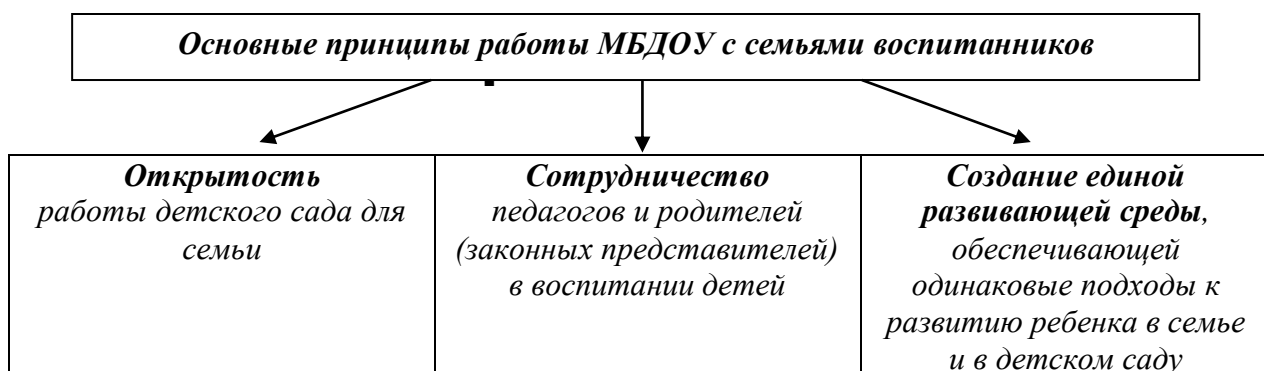 Основные принципы работы МБДОУ с семьями воспитанников
Открытость
работы детского сада для
семьи
Сотрудничество
педагогов и родителей
(законных представителей)
в воспитании детей
Создание единой
развивающей среды,
обеспечивающей
одинаковые подходы к
развитию ребенка в семье
и в детском саду